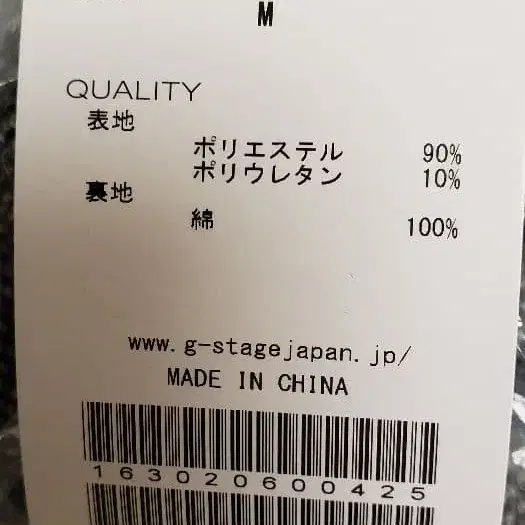 M
QUALITY
表地
ポリエステル 90%
ポリウレタン 10%
裏地
綿 100%
www.g-stagejapan.jp/
MADE IN CHINA
163020600425